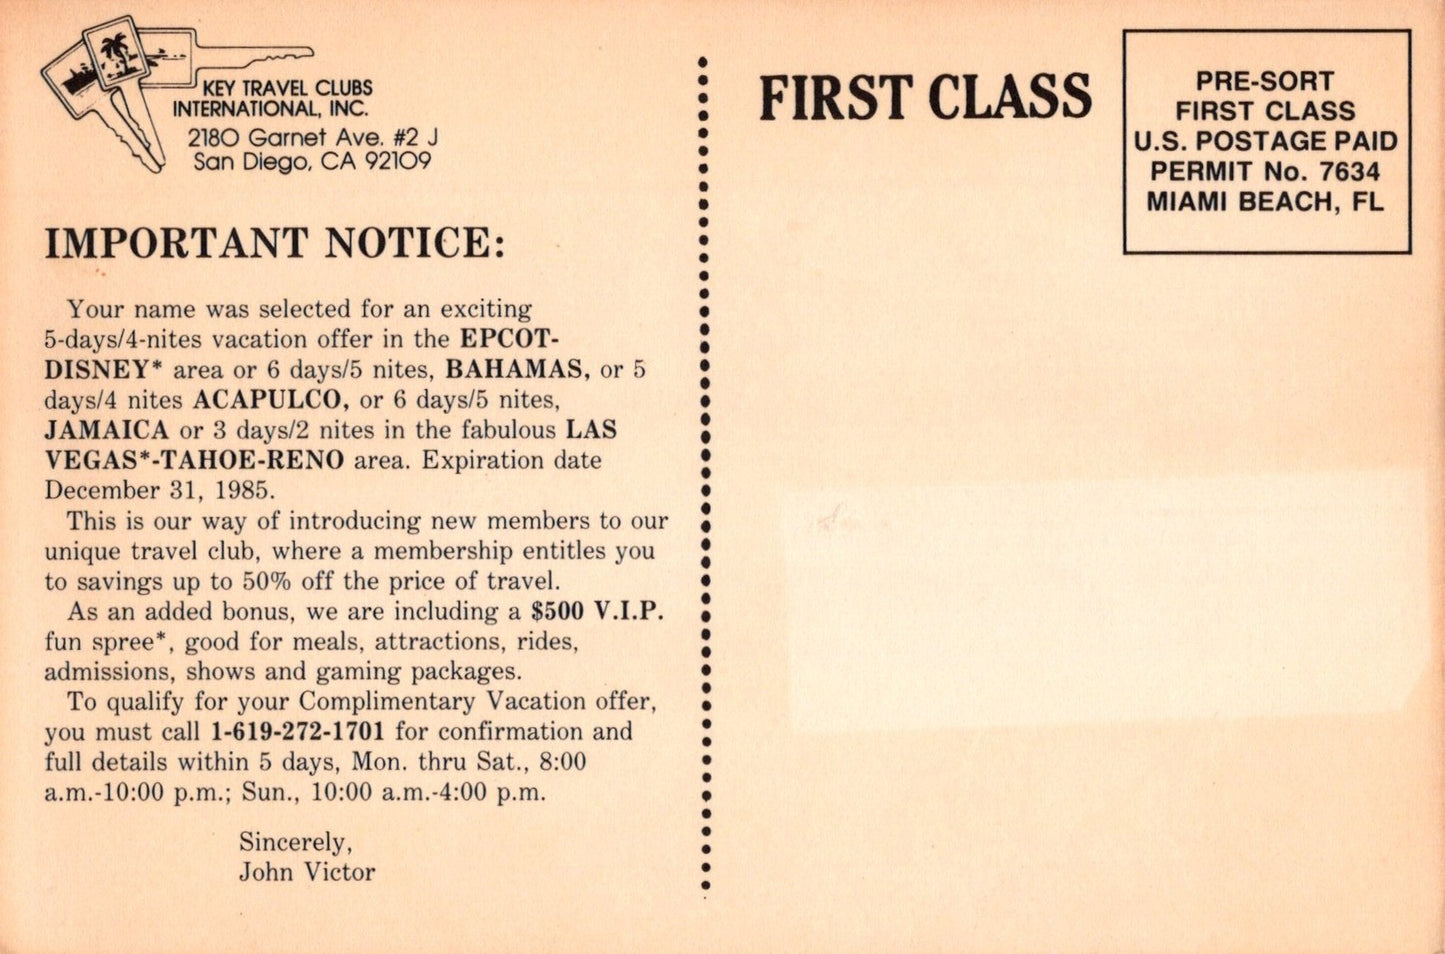 KEY TRAVEL CLUBS
INTERNATIONAL, INC.
2180 Garnet Ave. #2 J
San Diego, CA 92109
IMPORTANT NOTICE:
Your name was selected for an exciting
5-days/4-nites vacation offer in the EPCOT-
DISNEY* area or 6 days/5 nites, BAHAMAS, or 5
days/4 nites ACAPULCO, or 6 days/5 nites,
JAMAICA or 3 days/2 nites in the fabulous LAS
VEGAS*-TAHOE-RENO area. Expiration date
December 31, 1985.
This is our way of introducing new members to our
unique travel club, where a membership entitles you
to savings up to 50% off the price of travel.
As an added bonus, we are including a $500 V.I.P.
fun spree*, good for meals, attractions, rides,
admissions, shows and gaming packages.
To qualify for your Complimentary Vacation offer,
you must call 1-619-272-1701 for confirmation and
full details within 5 days, Mon. thru Sat., 8:00
a.m.-10:00 p.m.; Sun., 10:00 a.m.-4:00 p.m.
Sincerely,
John Victor
FIRST CLASS
PRE-SORT
FIRST CLASS
U.S. POSTAGE PAID
PERMIT No. 7634
MIAMI BEACH, FL